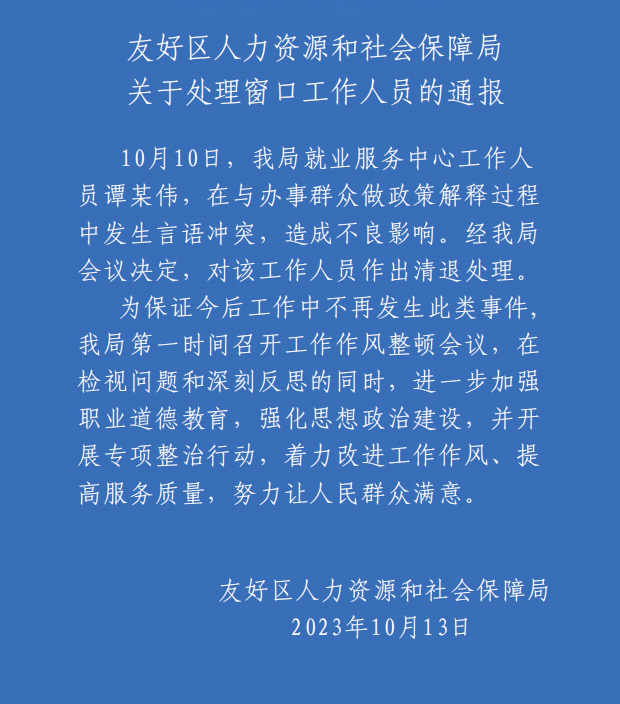 友好区人力资源和社会保障局
关于处理窗口工作人员的通报
10月10日，我局就业服务中心工作人
员谭某伟，在与办事群众做政策解释过程
中发生言语冲突，造成不良影响。经我局
会议决定，对该工作人员作出清退处理。
为保证今后工作中不再发生此类事件，
我局第一时间召开工作作风整顿会议，在
检视问题和深刻反思的同时，进一步加强
职业道德教育，强化思想政治建设，并开
展专项整治行动，着力改进工作作风、提
高服务质量，努力让人民群众满意。
友好区人力资源和社会保障局
2023年10月13日